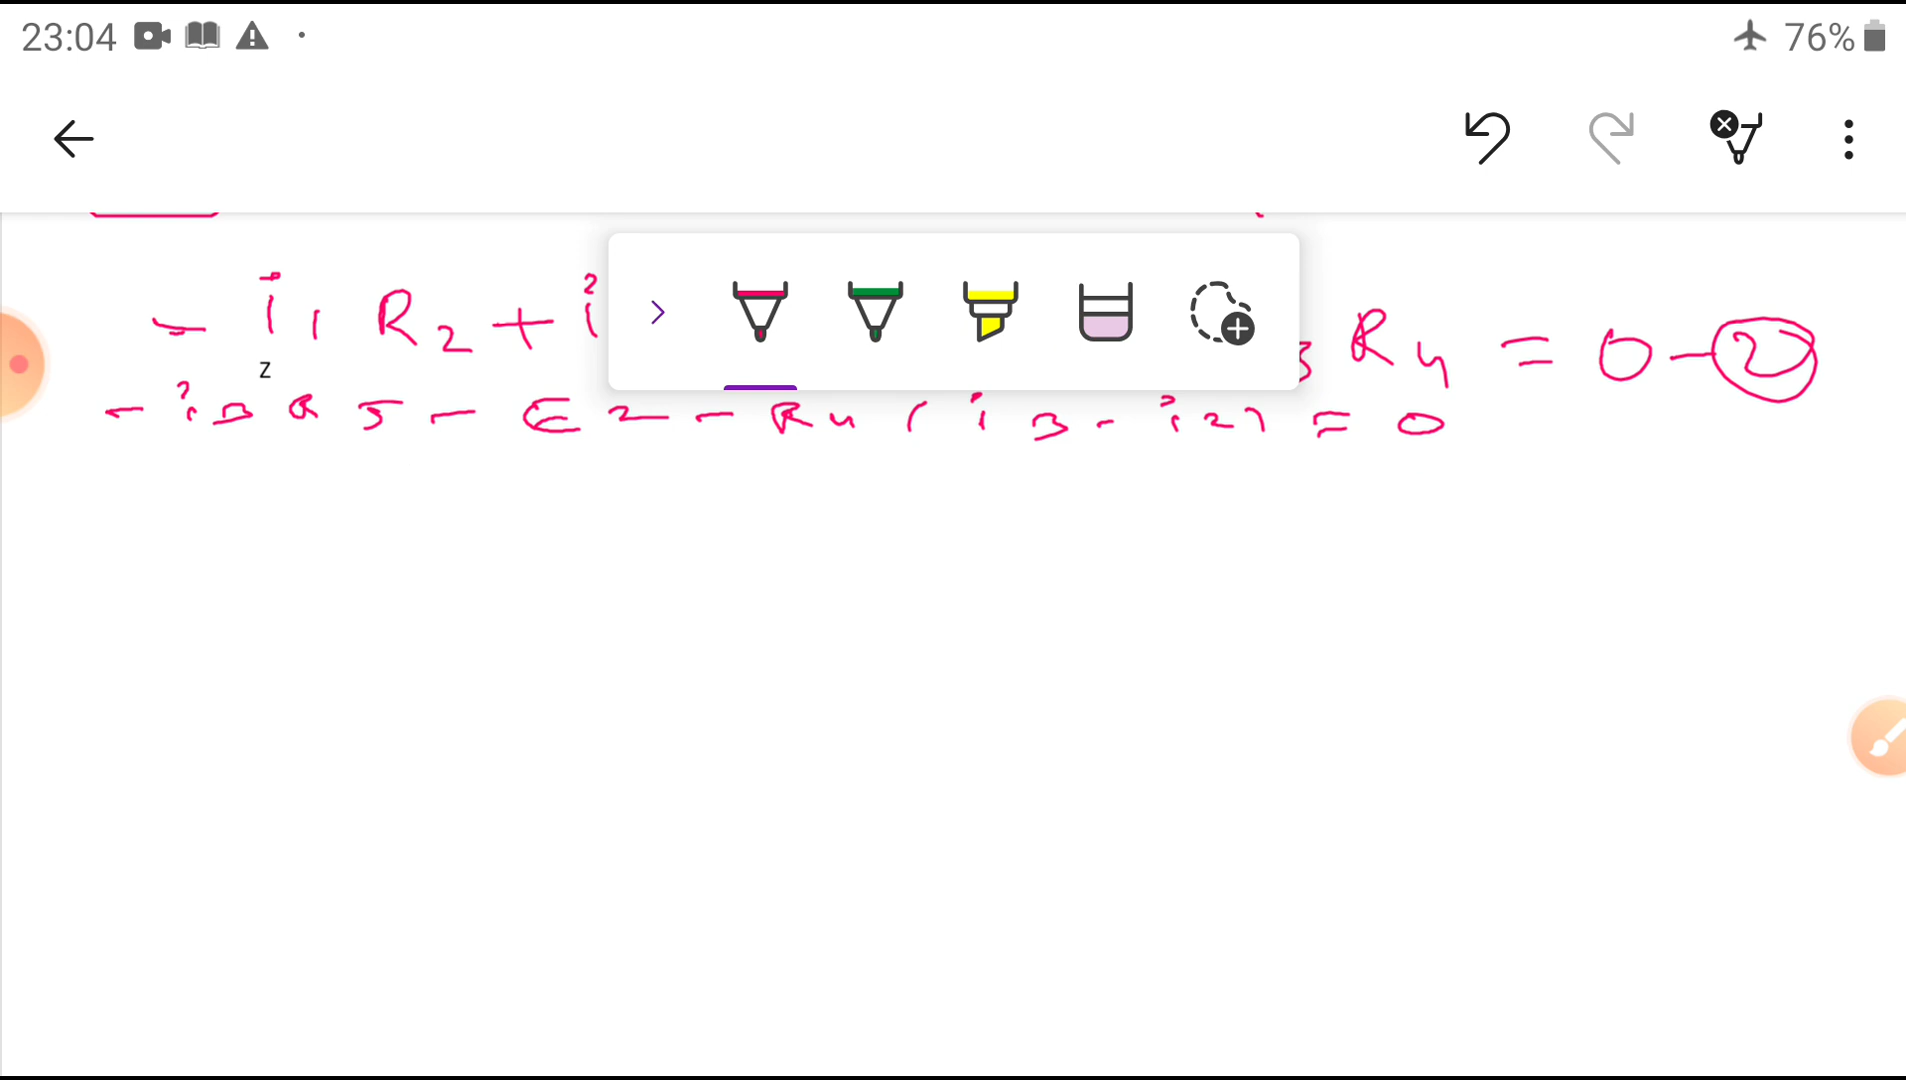 23:04 76%
- i1 R2 + i 3 R4 = 0 - 2
z
- i3 R5 - E2 - R4 ( i3 - i2) = 0